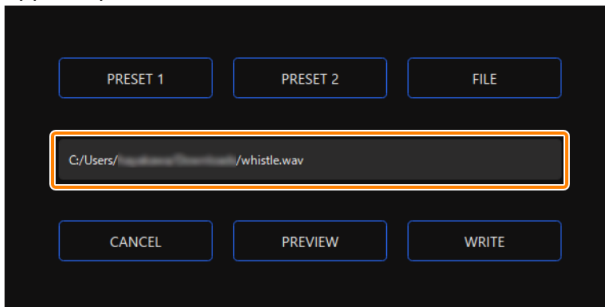 PRESET 1 PRESET 2 FILE
C:/Users/ /whistle.wav
CANCEL PREVIEW WRITE